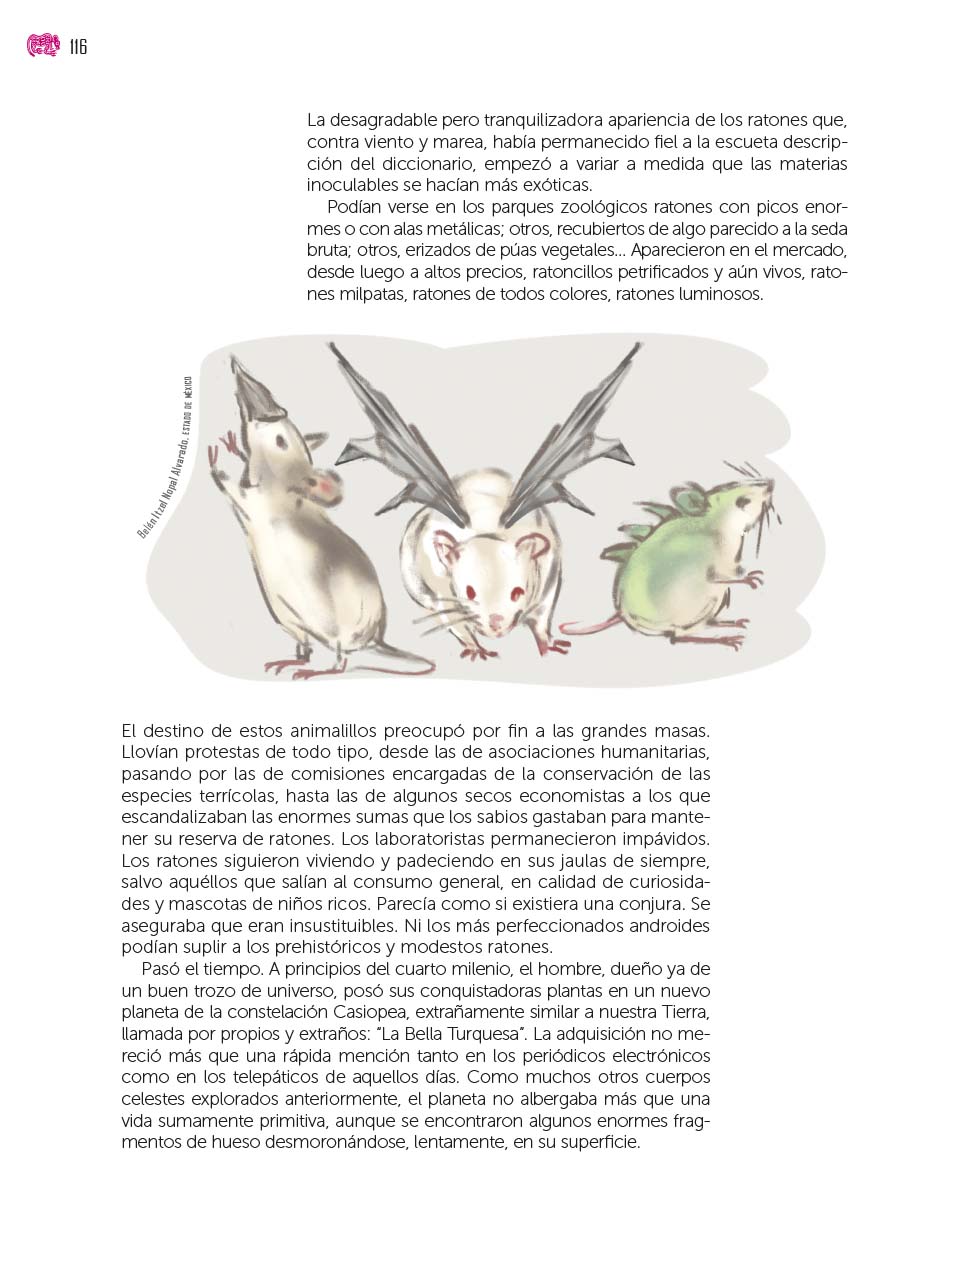 116
La desagradable pero tranquilizadora apariencia de los ratones que,
contra viento y marea, había permanecido fiel a la escueta descrip-
ción del diccionario, empezó a variar a medida que las materias
inoculables se hacían más exóticas.
Podían verse en los parques zoológicos ratones con picos enor-
mes o con alas metálicas; otros, recubiertos de algo parecido a la seda
bruta; otros, erizados de púas vegetales... Aparecieron en el mercado,
desde luego a altos precios, ratoncillos petrificados y aún vivos, rato-
nes milpatas, ratones de todos colores, ratones luminosos.
Belén Itzel Nopal Alvarado, ESTADO DE MÉXICO
El destino de estos animalillos preocupó por fin a las grandes masas.
Llovían protestas de todo tipo, desde las de asociaciones humanitarias,
pasando por las de comisiones encargadas de la conservación de las
especies terrícolas, hasta las de algunos secos economistas a los que
escandalizaban las enormes sumas que los sabios gastaban para mante-
ner su reserva de ratones. Los laboratoristas permanecieron impávidos.
Los ratones siguieron viviendo y padeciendo en sus jaulas de siempre,
salvo aquéllos que salían al consumo general, en calidad de curiosida-
des y mascotas de niños ricos. Parecía como si existiera una conjura. Se
aseguraba que eran insustituibles. Ni los más perfeccionados androides
podían suplir a los prehistóricos y modestos ratones.
Pasó el tiempo. A principios del cuarto milenio, el hombre, dueño ya de
un buen trozo de universo, posó sus conquistadoras plantas en un nuevo
planeta de la constelación Casiopea, extrañamente similar a nuestra Tierra,
llamada por propios y extraños: “La Bella Turquesa”. La adquisición no me-
reció más que una rápida mención tanto en los periódicos electrónicos
como en los telepáticos de aquellos días. Como muchos otros cuerpos
celestes explorados anteriormente, el planeta no albergaba más que una
vida sumamente primitiva, aunque se encontraron algunos enormes frag-
mentos de hueso desmoronándose, lentamente, en su superficie.